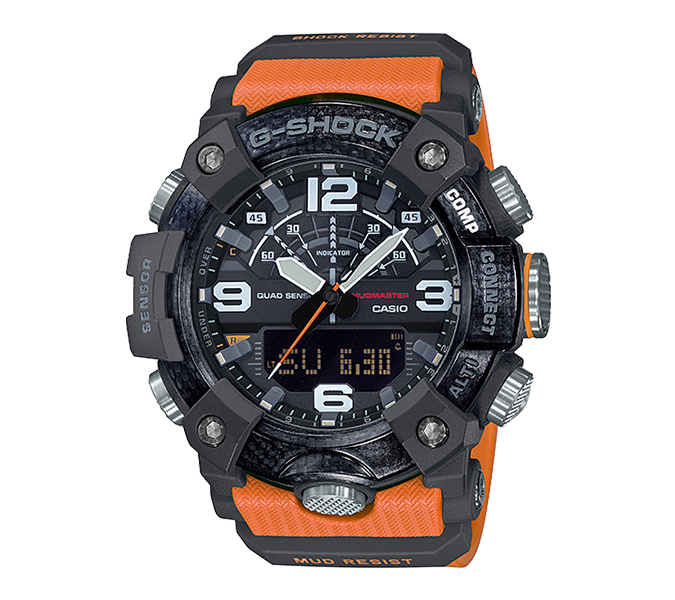 SHOCK RESIST
G-SHOCK
12
45 45
30 30
60 60
INDICATOR
COMP
OVER
C
SENSOR
9
3
QUAD SENS
MUDMASTER
CASIO
CONNECT
UNDER
R
LT SU 6.30
ALTI
6
MUD RESIST